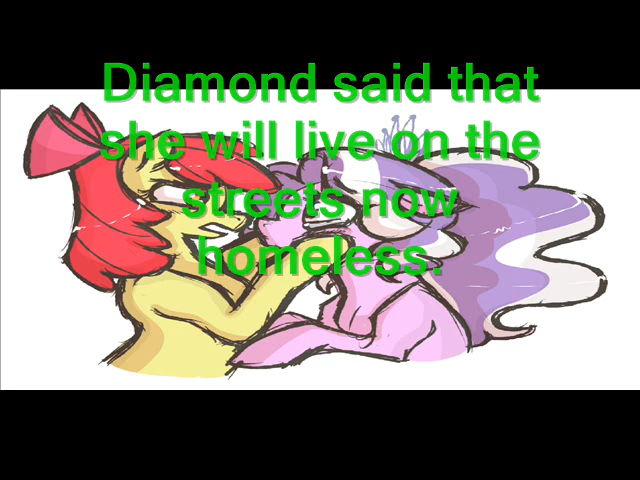 Diamond said that
she will live on the
streets now
homeless.